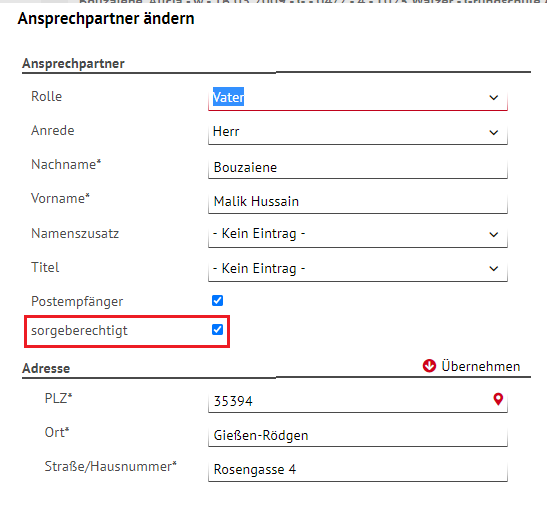 Ansprechpartner ändern
Ansprechpartner
Rolle Vater
Anrede Herr
Nachname* Bouzaiene
Vorname* Malik Hussain
Namenszusatz - Kein Eintrag -
Titel - Kein Eintrag -
Postempfänger
sorgeberechtigt
Adresse Übernehmen
PLZ* 35394
Ort* Gießen-Rödgen
Straße/Hausnummer* Rosengasse 4